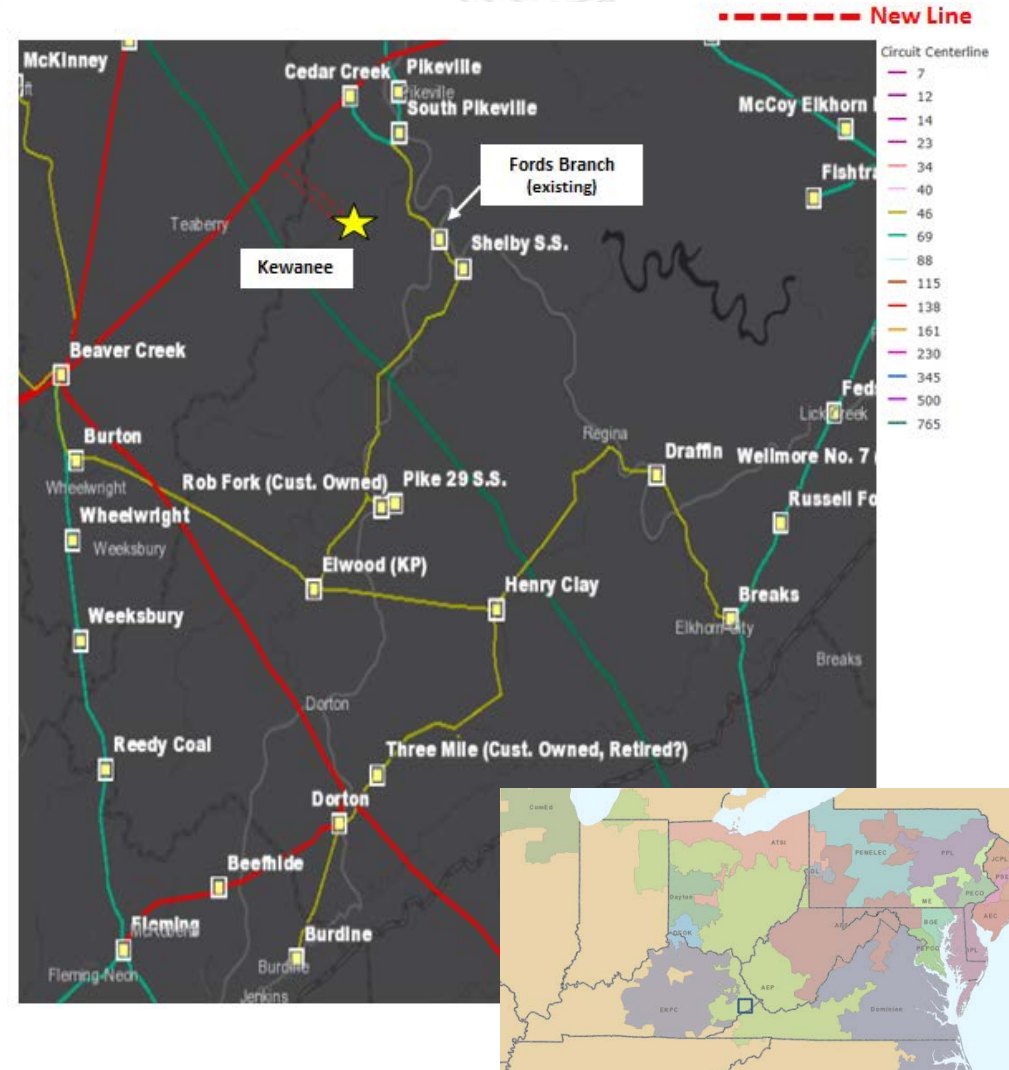 New Line
Circuit Centerline
7
12
14
23
34
40
46
69
88
115
138
161
230
345
500
765
McKinney
Cedar Creek
Pikeville
Pikeville
South Pikeville
McCoy Elkhorn
Fords Branch
(existing)
Fishtra
Teaberry
Shelby S.S.
Kewanee
Beaver Creek
Feds
Lick Creek
Burton
Regina
Draffin
Wellmore No. 7 (
Wheelwright
Rob Fork (Cust. Owned)
Pike 29 S.S.
Russell Fo
Wheelwright
Weeksbury
Elwood (KP)
Henry Clay
Breaks
Weeksbury
Elkhorn City
Breaks
Dorton
Reedy Coal
Three Mile (Cust. Owned, Retired?)
Dorton
Beefhide
Fleming
Burdine
Fleming-Neon
Burdine
Jenkins
ComEd
ATSI
PENELEC
PPL
JCPL
DL
Dayton
ME
PECO
PSE
AEC
BGE
DEOK
PEPCO
DPL
AEP
EKPC
Dominion